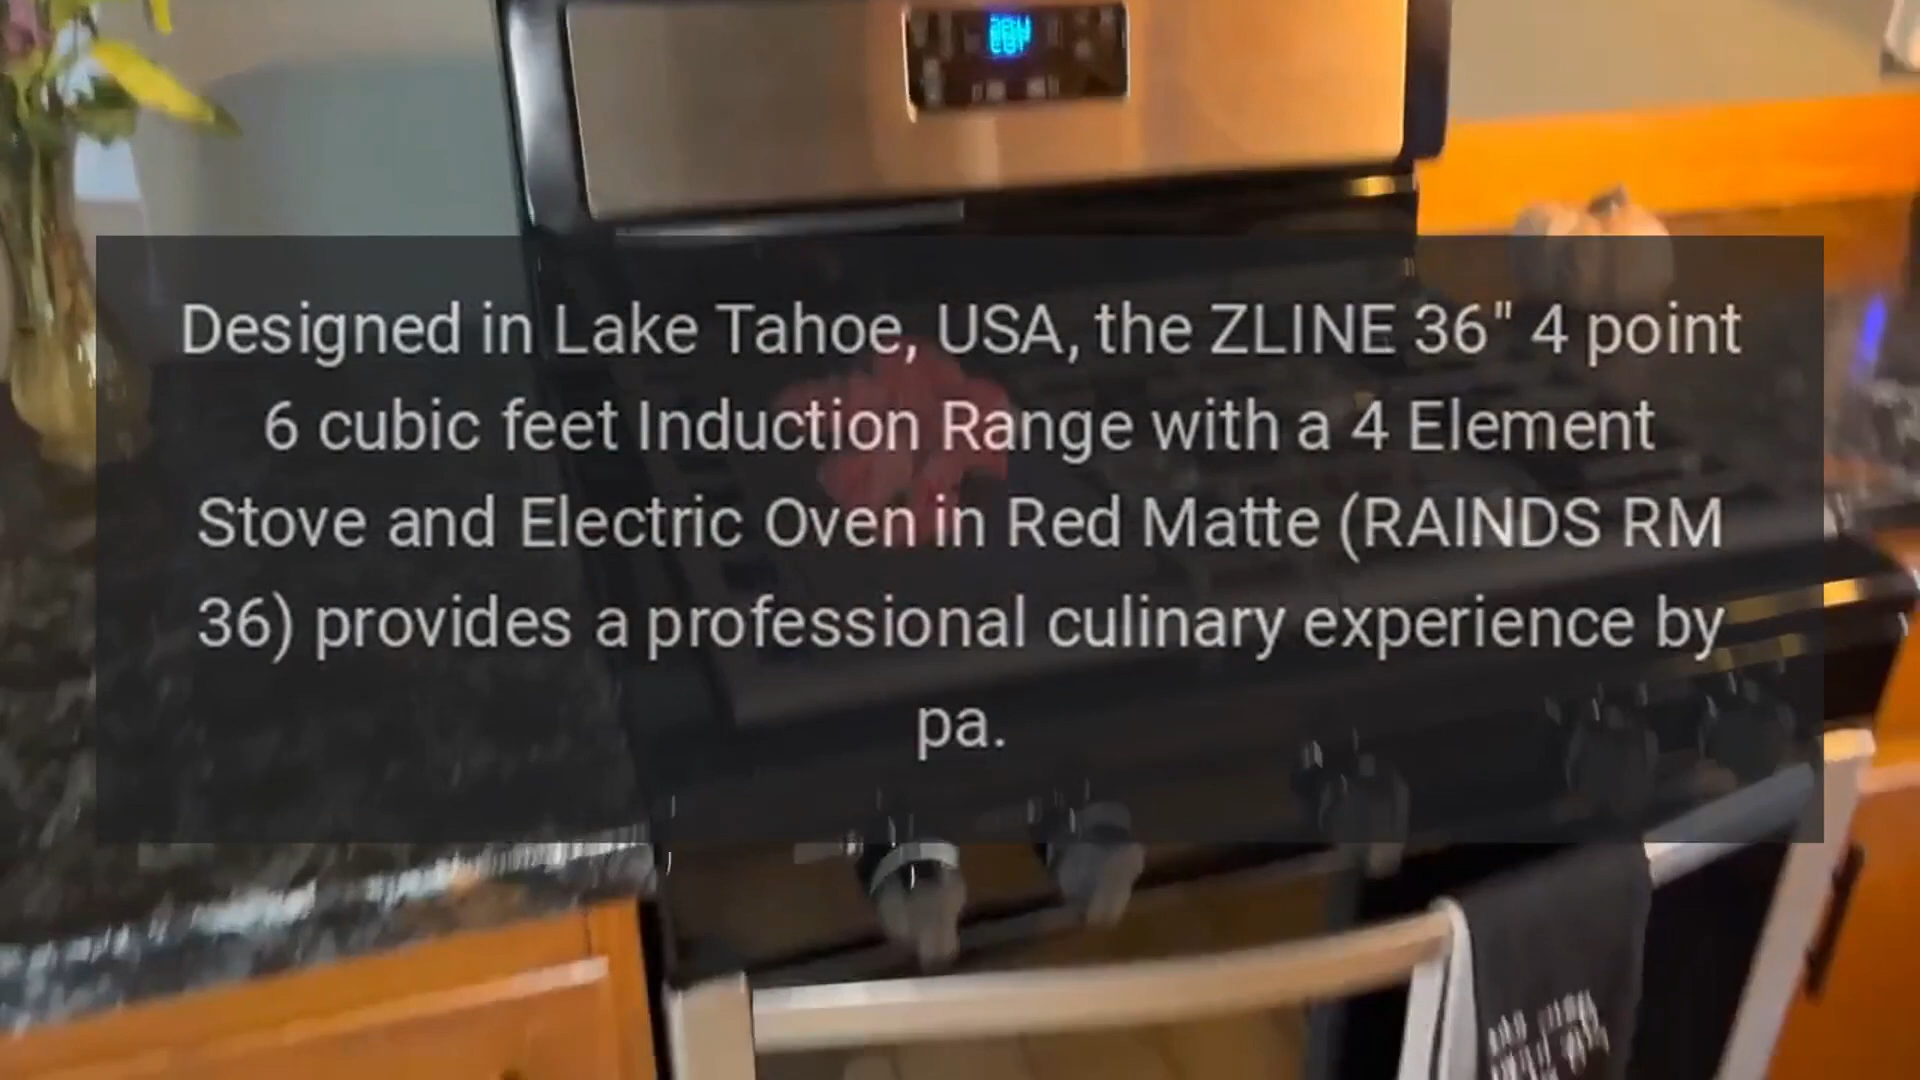 Designed in Lake Tahoe, USA, the ZLINE 36" 4 point
6 cubic feet Induction Range with a 4 Element
Stove and Electric Oven in Red Matte (RAINDS RM
36) provides a professional culinary experience by
pa.